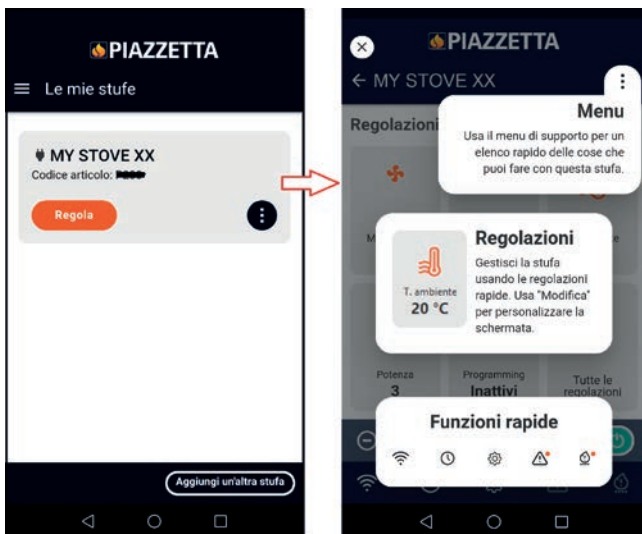 PIAZZETTA
Le mie stufe
MY STOVE XX
Codice articolo:
Regola
Aggiungi un'altra stufa
PIAZZETTA
MY STOVE XX
Regolazioni
Menu
Usa il menu di supporto per un
elenco rapido delle cose che
puoi fare con questa stufa.
Regolazioni
Gestisci la stufa
usando le regolazioni
rapide. Usa "Modifica"
per personalizzare la
schermata.
T. ambiente
20 °C
Potenza
3
Programming
Inattivi
Tutte le
regolazioni
Funzioni rapide